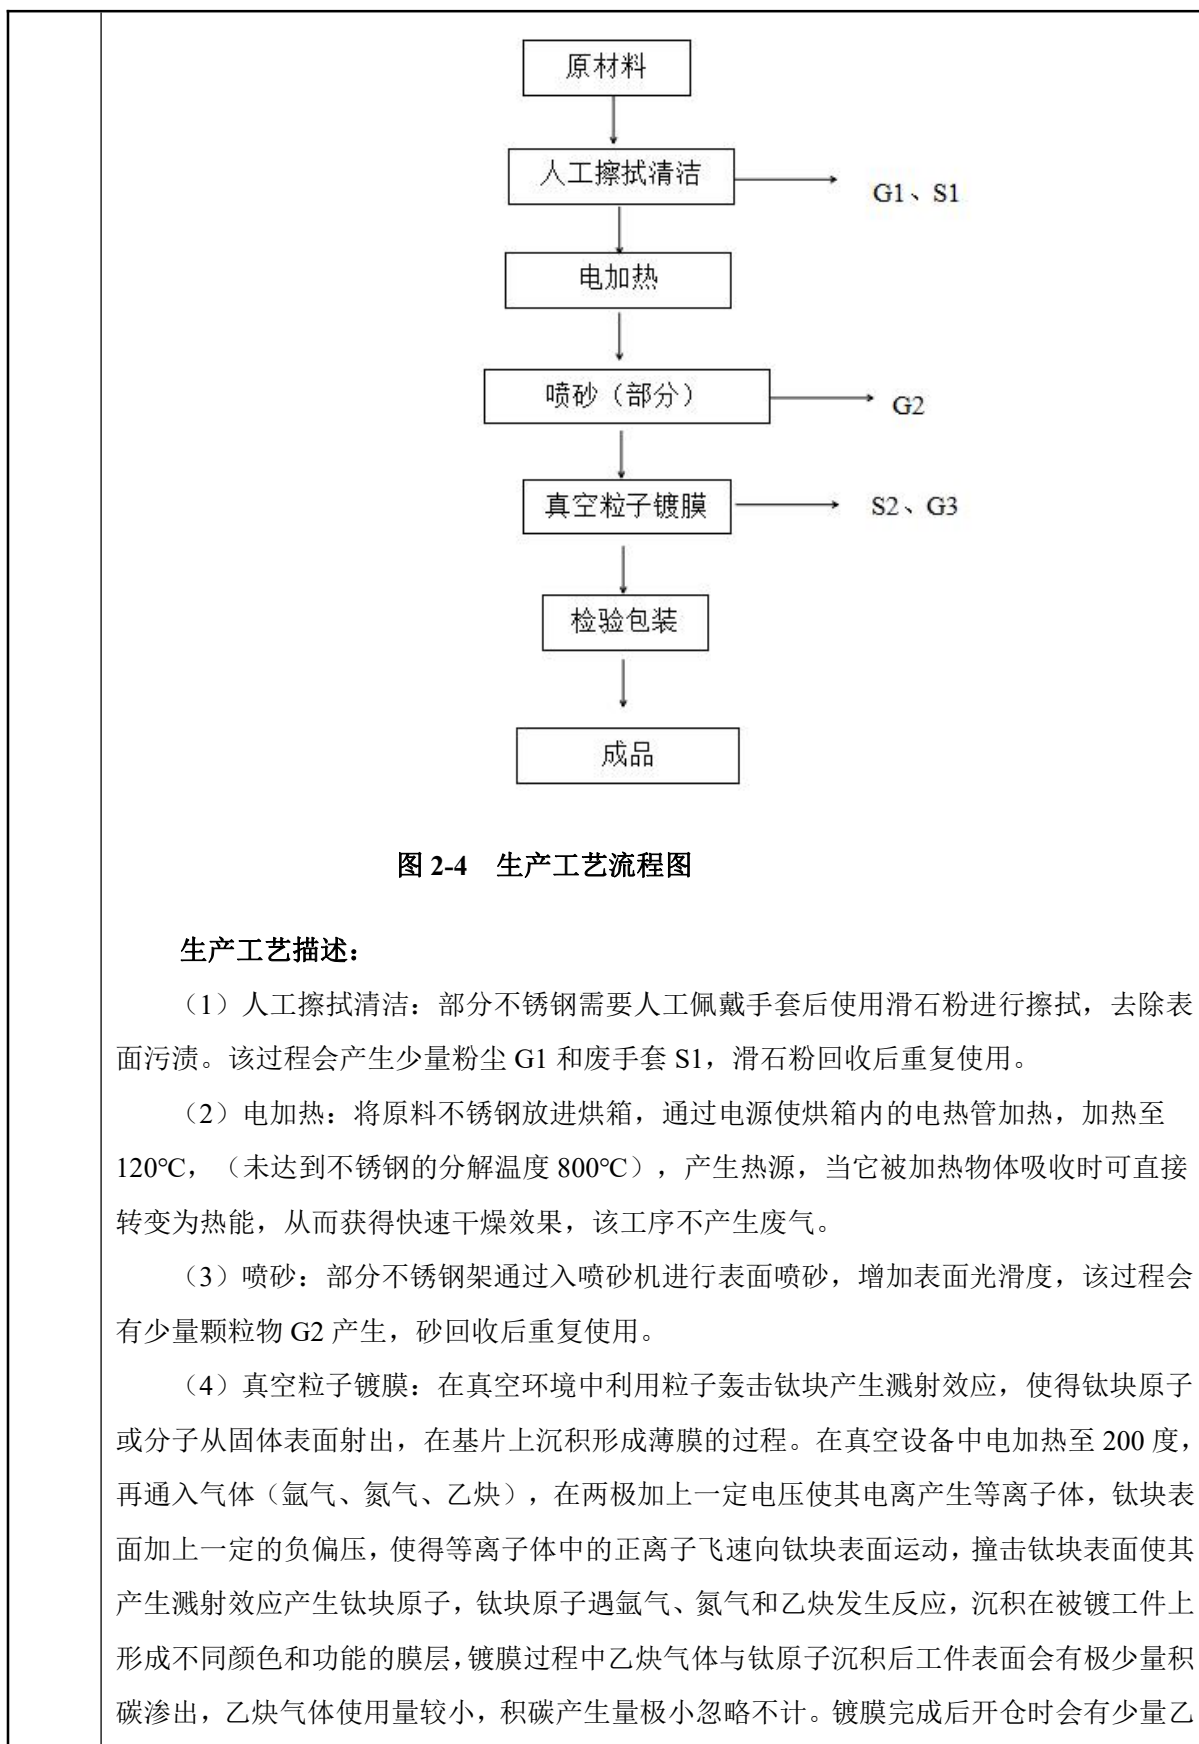 原材料
人工擦拭清洁
G1、S1
电加热
喷砂（部分）
G2
真空粒子镀膜
S2、G3
检验包装
成品
图 2-4 生产工艺流程图
生产工艺描述：
（1）人工擦拭清洁：部分不锈钢需要人工佩戴手套后使用滑石粉进行擦拭，去除表
面污渍。该过程会产生少量粉尘 G1 和废手套 S1，滑石粉回收后重复使用。
（2）电加热：将原料不锈钢放进烘箱，通过电源使烘箱内的电热管加热，加热至
120℃，（未达到不锈钢的分解温度 800℃），产生热源，当它被加热物体吸收时可直接
转变为热能，从而获得快速干燥效果，该工序不产生废气。
（3）喷砂：部分不锈钢架通过入喷砂机进行表面喷砂，增加表面光滑度，该过程会
有少量颗粒物 G2 产生，砂回收后重复使用。
（4）真空粒子镀膜：在真空环境中利用粒子轰击钛块产生溅射效应，使得钛块原子
或分子从固体表面射出，在基片上沉积形成薄膜的过程。在真空设备中电加热至 200 度，
再通入气体（氩气、氮气、乙炔），在两极加上一定电压使其电离产生等离子体，钛块表
面加上一定的负偏压，使得等离子体中的正离子飞速向钛块表面运动，撞击钛块表面使其
产生溅射效应产生钛块原子，钛块原子遇氩气、氮气和乙炔发生反应，沉积在被镀工件上
形成不同颜色和功能的膜层，镀膜过程中乙炔气体与钛原子沉积后工件表面会有极少量积
碳渗出，乙炔气体使用量较小，积碳产生量极小忽略不计。镀膜完成后开仓时会有少量乙